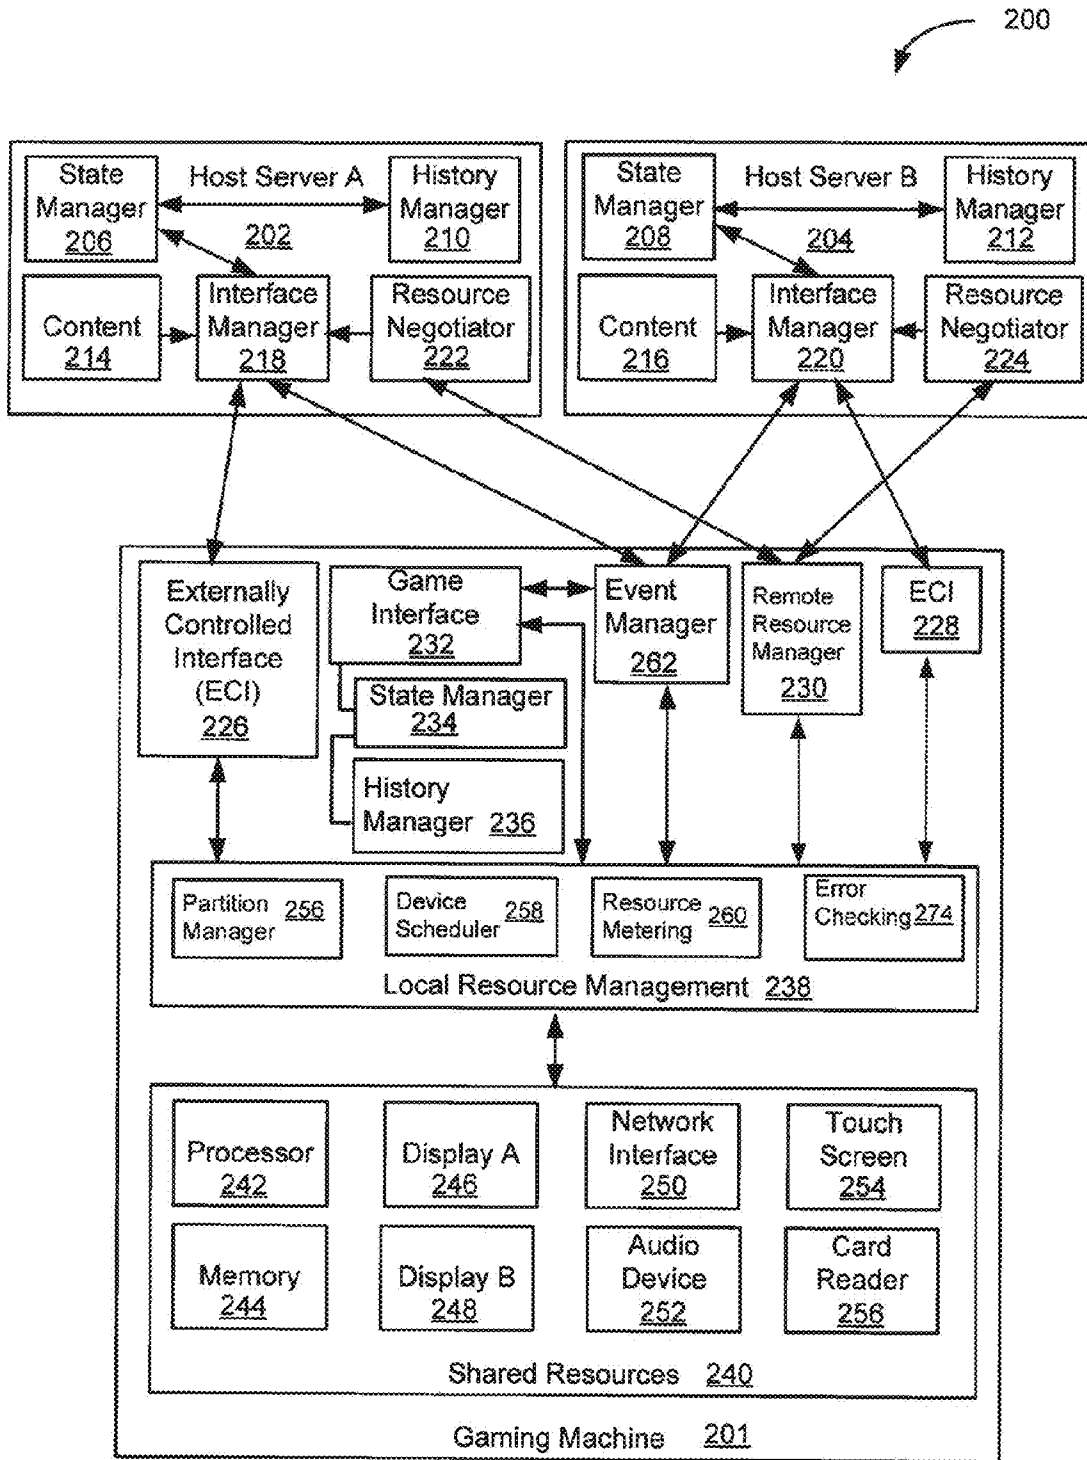 200
State
Manager
206
Host Server A
202
History
Manager
210
Content
214
Interface
Manager
218
Resource
Negotiator
222
State
Manager
208
Host Server B
204
History
Manager
212
Content
216
Interface
Manager
220
Resource
Negotiator
224
Externally
Controlled
Interface
(ECI)
226
Game
Interface
232
State Manager
234
History
Manager 236
Event
Manager
262
Remote
Resource
Manager
230
ECI
228
Partition
Manager 256
Device
Scheduler 258
Resource
Metering 260
Error
Checking 274
Local Resource Management 238
Processor
242
Display A
246
Network
Interface
250
Touch
Screen
254
Memory
244
Display B
248
Audio
Device
252
Card
Reader
256
Shared Resources 240
Gaming Machine 201